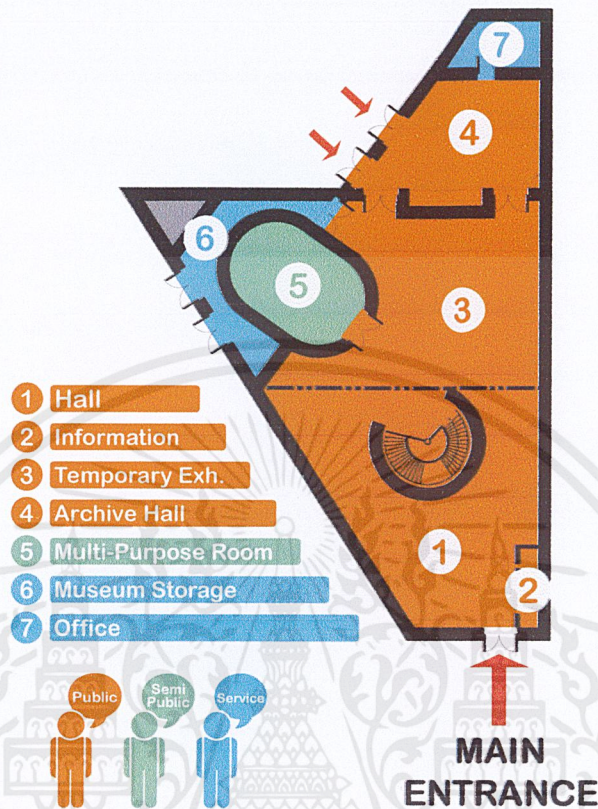 7
4
6
5
3
1 Hall
2 Information
3 Temporary Exh.
4 Archive Hall
5 Multi-Purpose Room
6 Museum Storage
7 Office
1
2
Public
Semi
Public
Service
MAIN
ENTRANCE